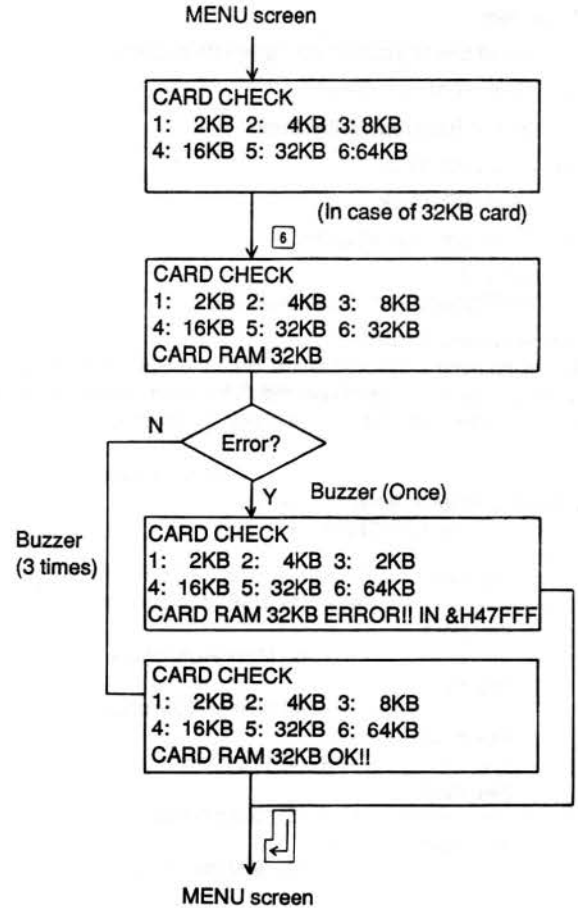 MENU screen
CARD CHECK
1: 2KB 2: 4KB 3: 8KB
4: 16KB 5: 32KB 6:64KB
(In case of 32KB card)
6
CARD CHECK
1: 2KB 2: 4KB 3: 8KB
4: 16KB 5: 32KB 6: 32KB
CARD RAM 32KB
N
Error?
Y
Buzzer (Once)
Buzzer
(3 times)
CARD CHECK
1: 2KB 2: 4KB 3: 2KB
4: 16KB 5: 32KB 6: 64KB
CARD RAM 32KB ERROR!! IN &H47FFF
CARD CHECK
1: 2KB 2: 4KB 3: 8KB
4: 16KB 5: 32KB 6: 64KB
CARD RAM 32KB OK!!
MENU screen